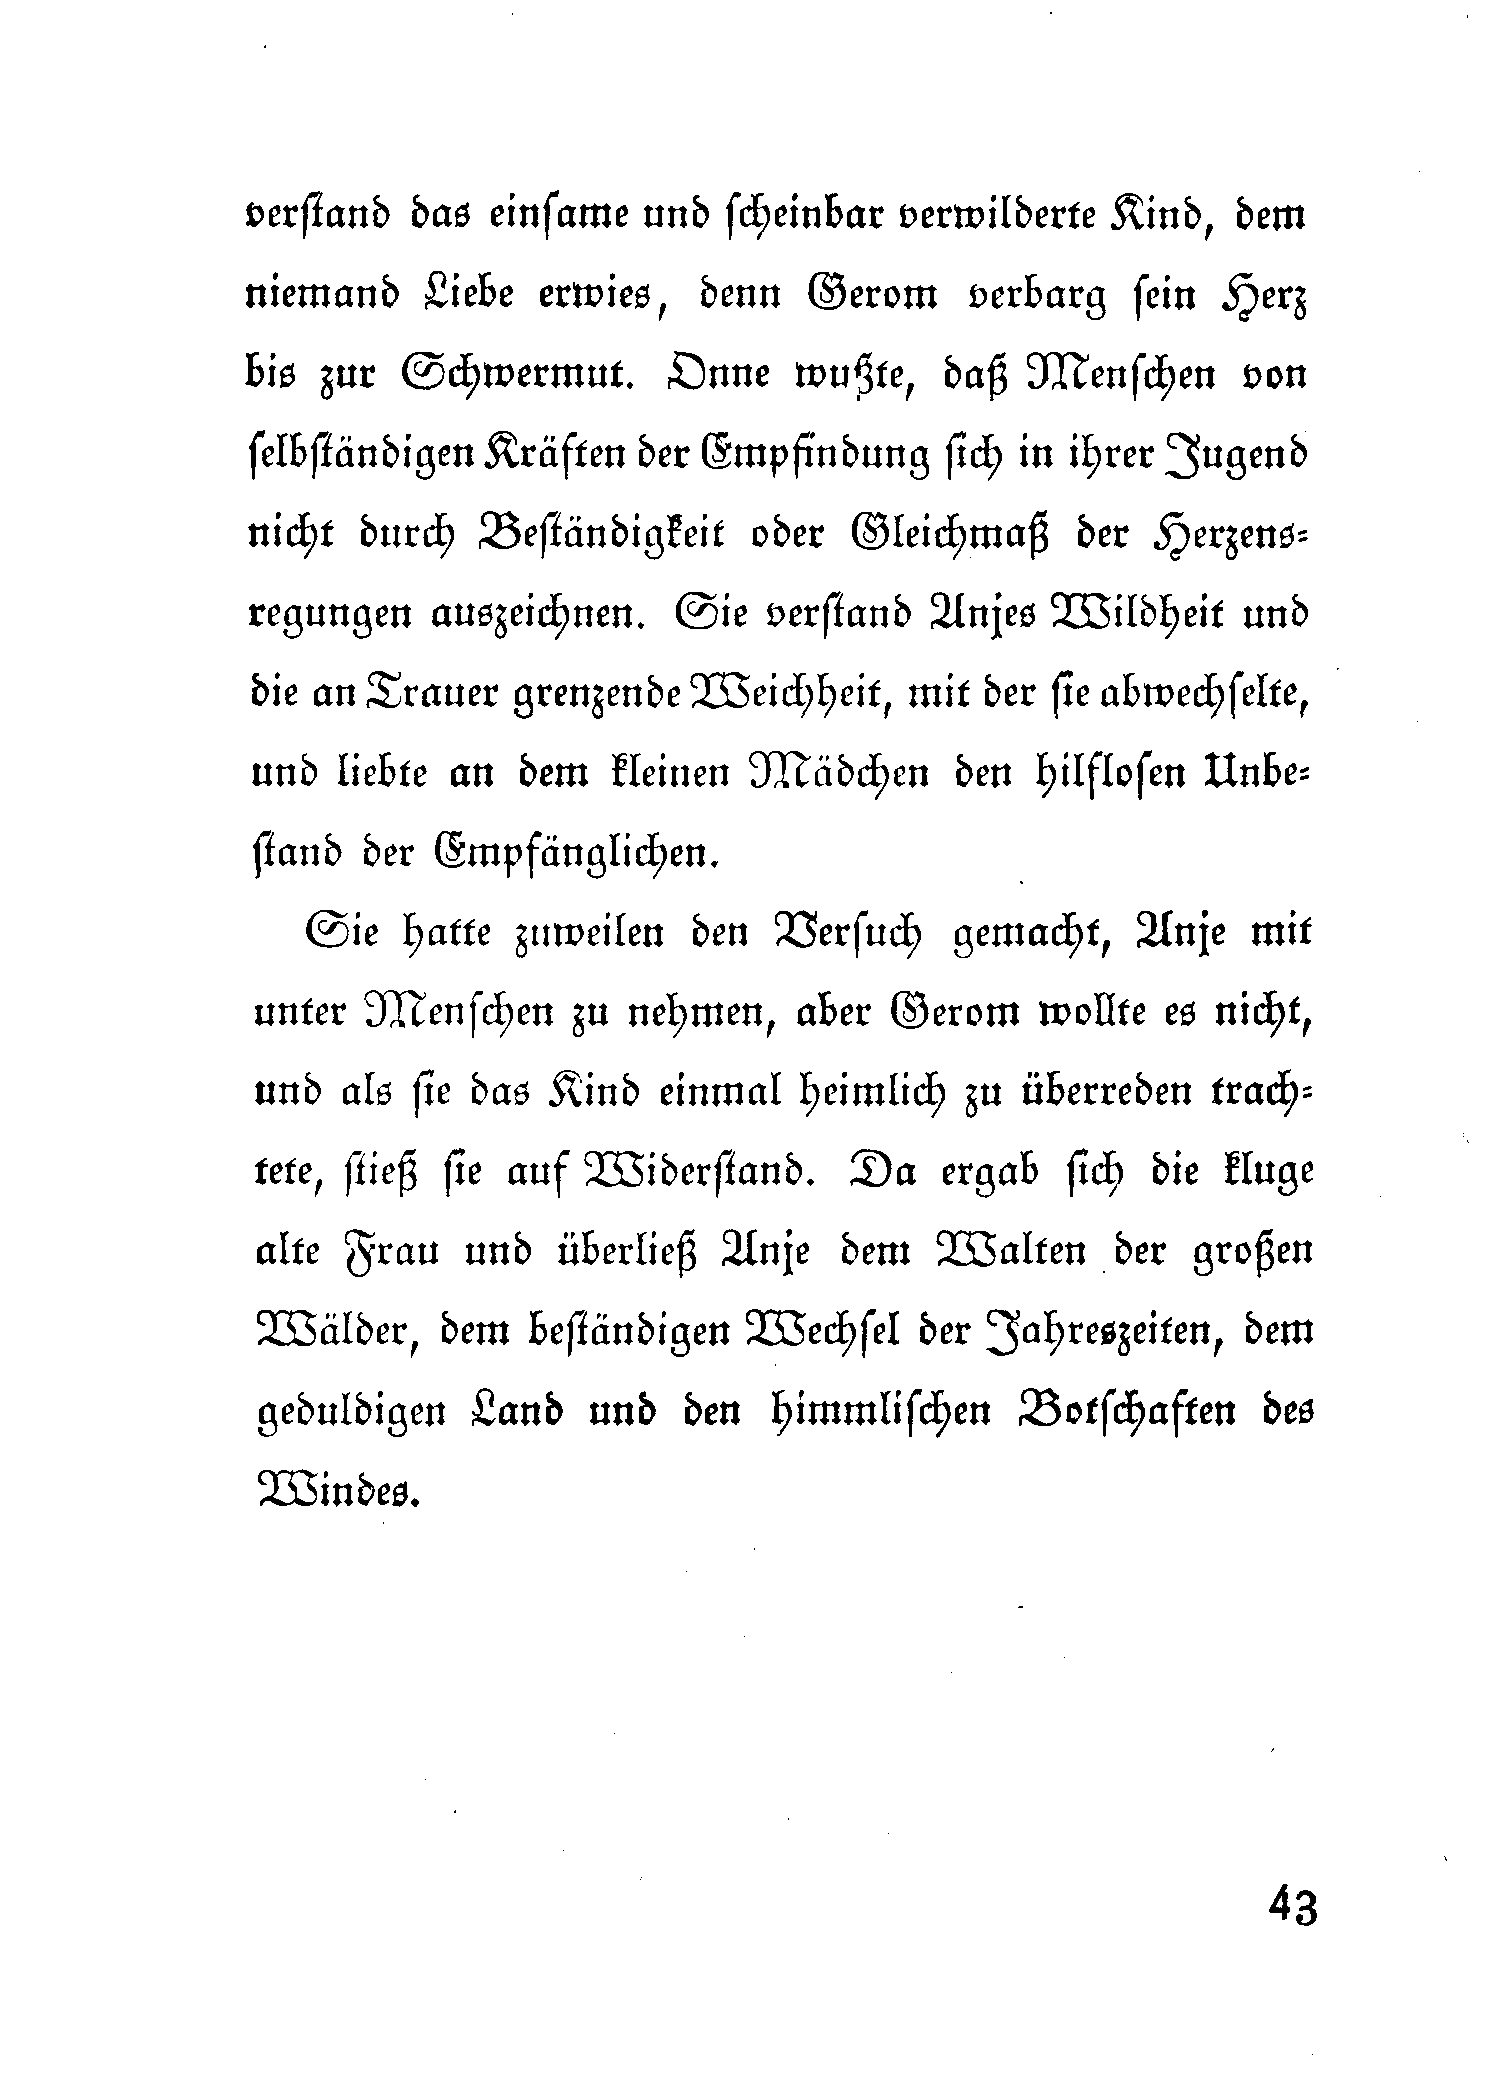 verstand das einsame und scheinbar verwilderte Kind, dem
niemand Liebe erwies, denn Gerom verbarg sein Herz
bis zur Schwermut. Onne wußte, daß Menschen von
selbständigen Kräften der Empfindung sich in ihrer Jugend
nicht durch Beständigkeit oder Gleichmaß der Herzens-
regungen auszeichnen. Sie verstand Anjes Wildheit und
die an Trauer grenzende Weichheit, mit der sie abwechselte,
und liebte an dem kleinen Mädchen den hilflosen Unbe-
stand der Empfänglichen.
Sie hatte zuweilen den Versuch gemacht, Anje mit
unter Menschen zu nehmen, aber Gerom wollte es nicht,
und als sie das Kind einmal heimlich zu überreden trach-
tete, stieß sie auf Widerstand. Da ergab sich die kluge
alte Frau und überließ Anje dem Walten der großen
Wälder, dem beständigen Wechsel der Jahreszeiten, dem
geduldigen Land und den himmlischen Botschaften des
Windes.
43